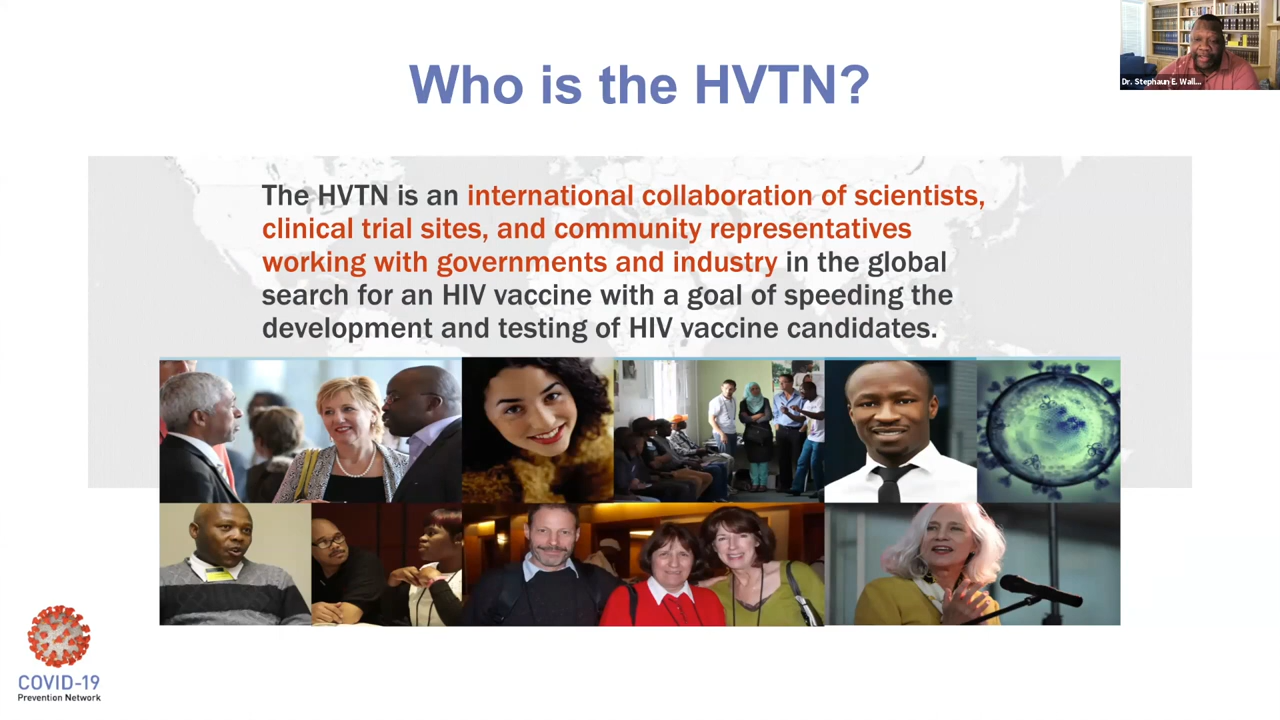 Who is the HVTN?
Dr. Stephaun E. Wall...
The HVTN is an international collaboration of scientists,
clinical trial sites, and community representatives
working with governments and industry in the global
search for an HIV vaccine with a goal of speeding the
development and testing of HIV vaccine candidates.
COVID-19
Prevention Network